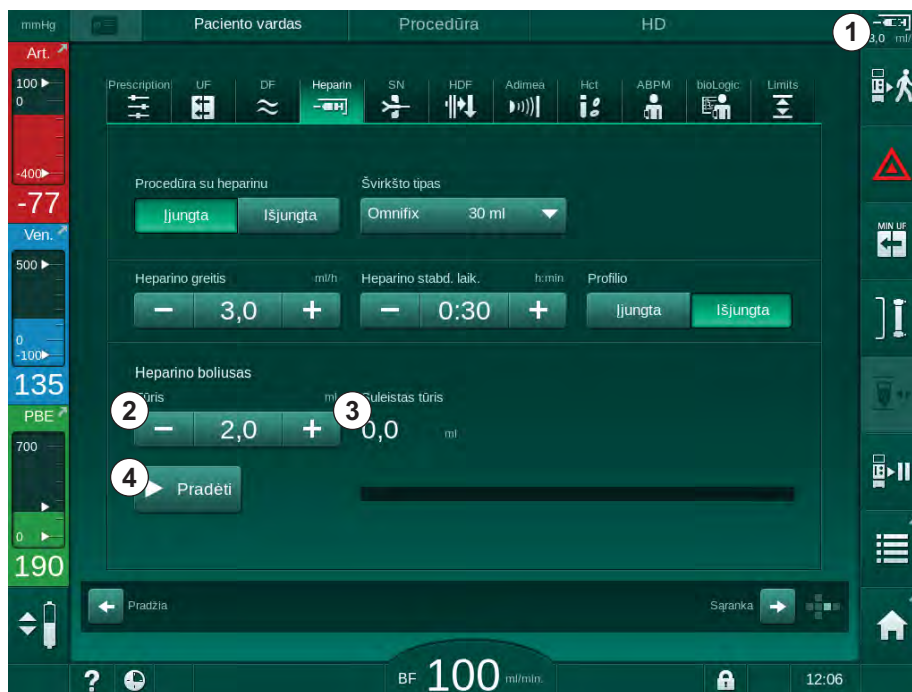 mmHg Paciento vardas Procedūra HD
1
3,0 ml/
Art.
100
0
-400
-77
Ven.
500
0
-100
135
PBE
700
0
190
Prescription UF DF Heparin SN HDF Adimea Hct ABPM bioLogic Limits
Procedūra su heparinu Švirkšto tipas
Įjungta Išjungta Omnifix 30 ml
Heparino greitis ml/h Heparino stabd. laik. h:min Profilio
− 3,0 + − 0:30 + Įjungta Išjungta
Heparino boliusas
2 ml 3 Suleistas tūris
− 2,0 + 0,0 ml
4 Pradėti
MIN UF
Pradžia Sąranka
? BF 100 ml/min. 12:06